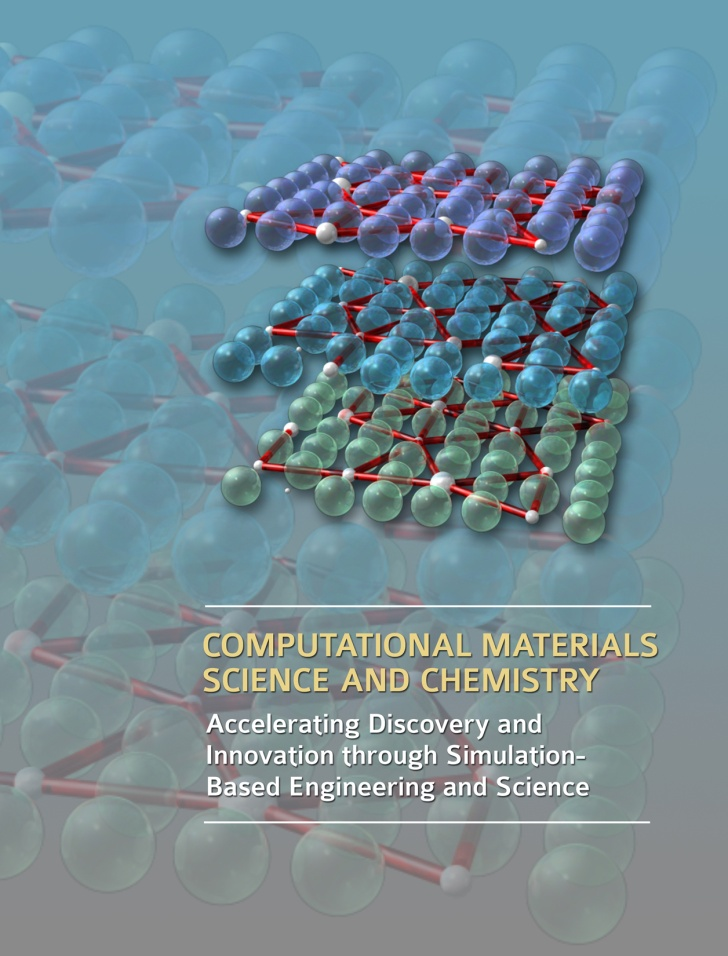 COMPUTATIONAL MATERIALS
SCIENCE AND CHEMISTRY
Accelerating Discovery and
Innovation through Simulation-
Based Engineering and Science